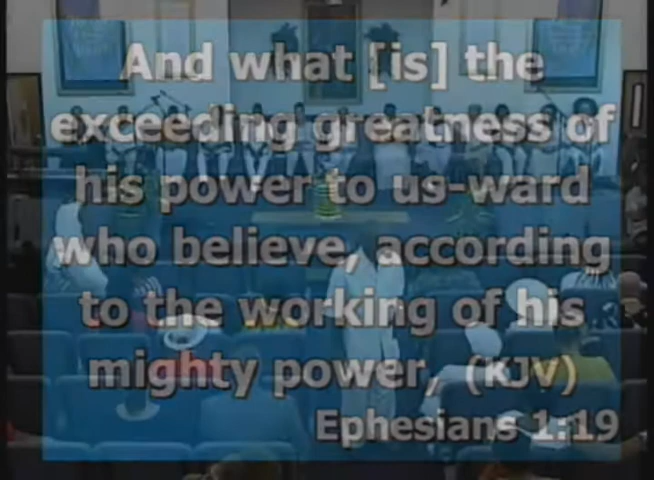 And what [is] the
exceeding greatness of
his power to us-ward
who believe, according
to the working of his
mighty power, (KJV)
Ephesians 1:19